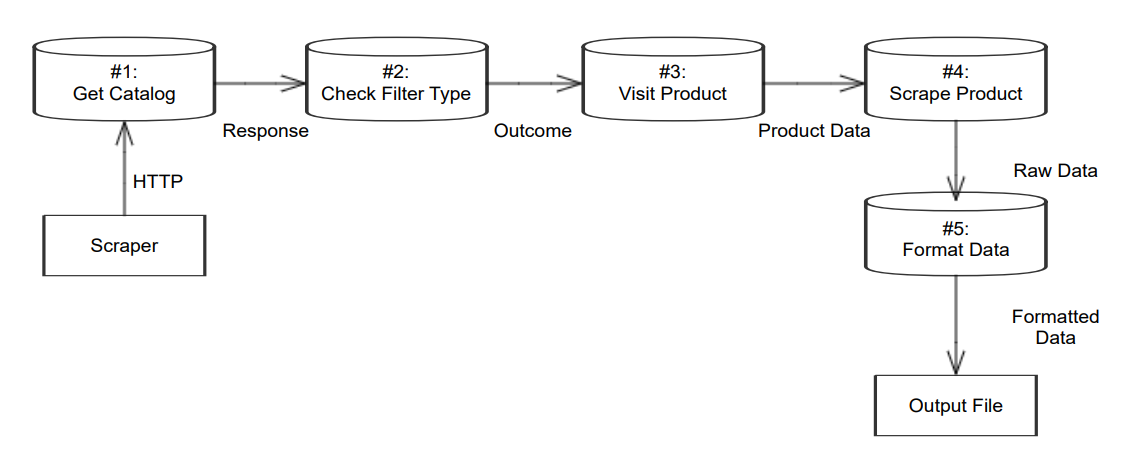 #1:
Get Catalog
#2:
Check Filter Type
#3:
Visit Product
#4:
Scrape Product
Response
Outcome
Product Data
HTTP
Raw Data
Scraper
#5:
Format Data
Formatted
Data
Output File